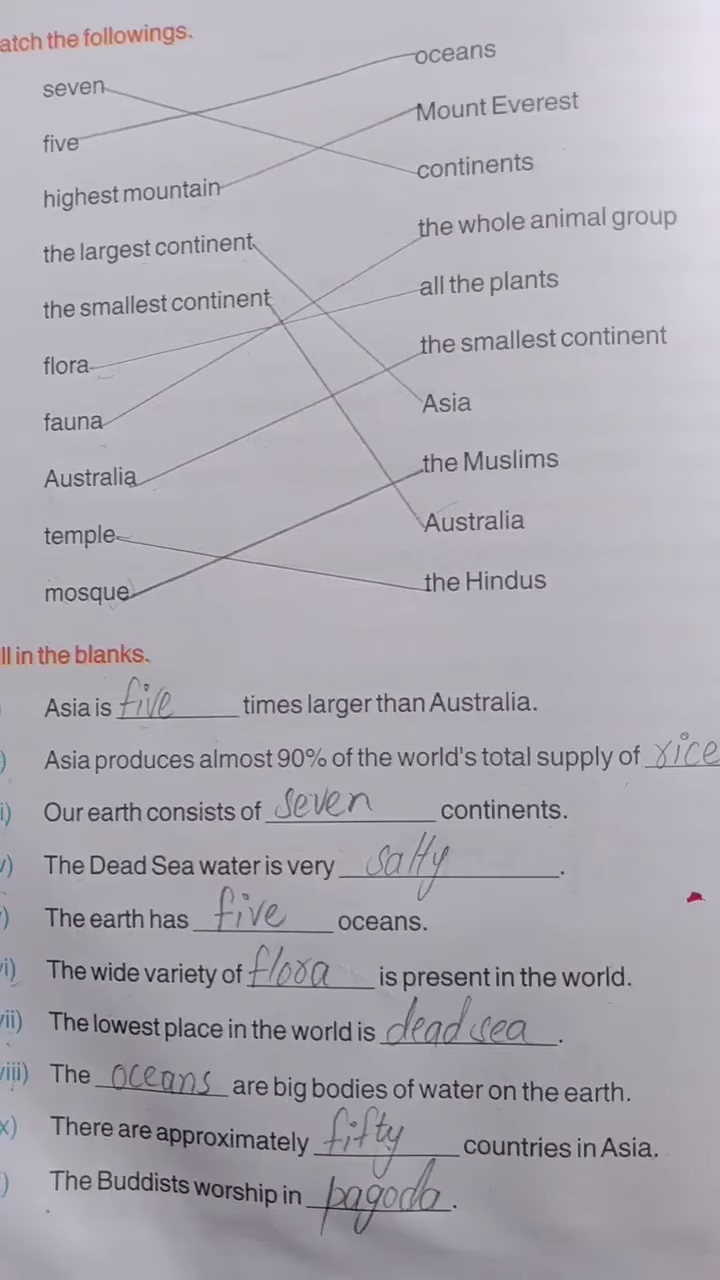 atch the followings.
seven
oceans
five
Mount Everest
highest mountain
continents
the largest continent
the whole animal group
the smallest continent
all the plants
flora
the smallest continent
fauna
Asia
Australia
the Muslims
temple
Australia
mosque
the Hindus
ll in the blanks.
Asia is five times larger than Australia.
) Asia produces almost 90% of the world's total supply of rice
i) Our earth consists of seven continents.
v) The Dead Sea water is very salty.
) The earth has five oceans.
vi) The wide variety of flora is present in the world.
vii) The lowest place in the world is dead sea.
viii) The oceans are big bodies of water on the earth.
x) There are approximately fifty countries in Asia.
) The Buddists worship in pagoda.